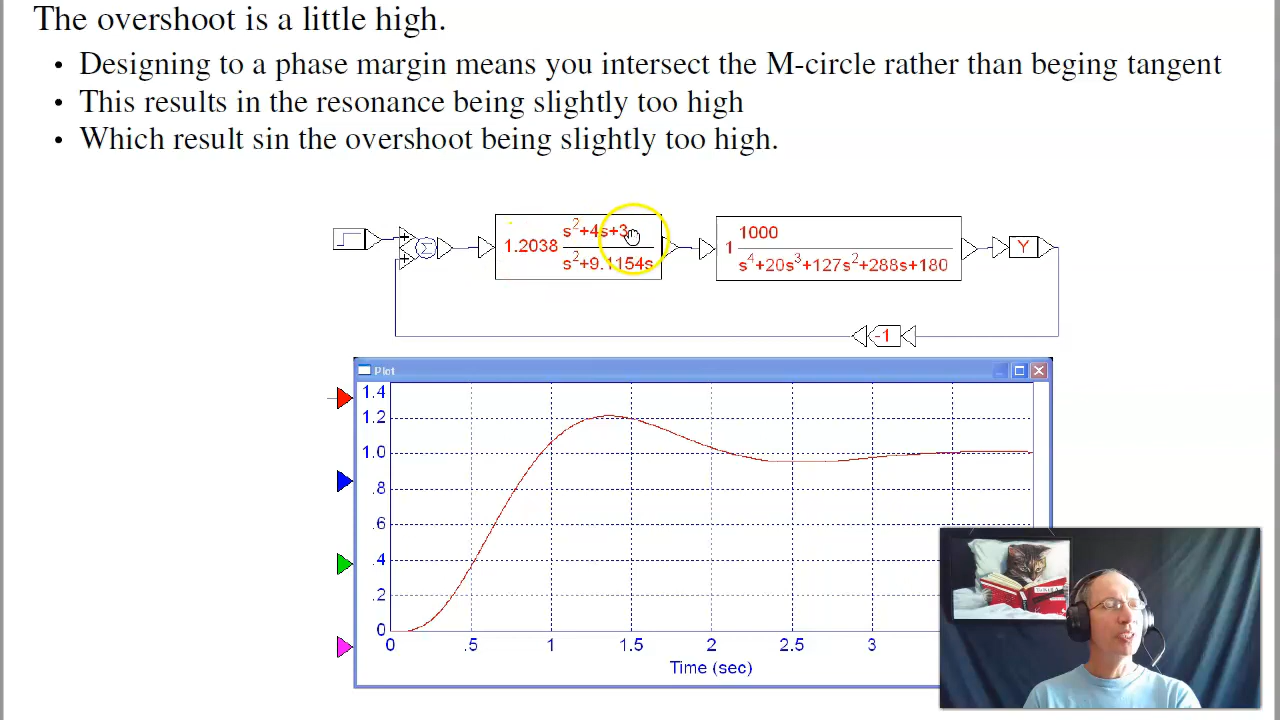 The overshoot is a little high.
• Designing to a phase margin means you intersect the M-circle rather than beging tangent
• This results in the resonance being slightly too high
• Which result sin the overshoot being slightly too high.
1.2038 s²+4s+3
s²+9.1154s
1 1000
s⁴+20s³+127s²+288s+180
Y
+
Σ
+
-1
Plot
1.4
1.2
1.0
.8
.6
.4
.2
0
0 .5 1 1.5 2 2.5 3
Time (sec)